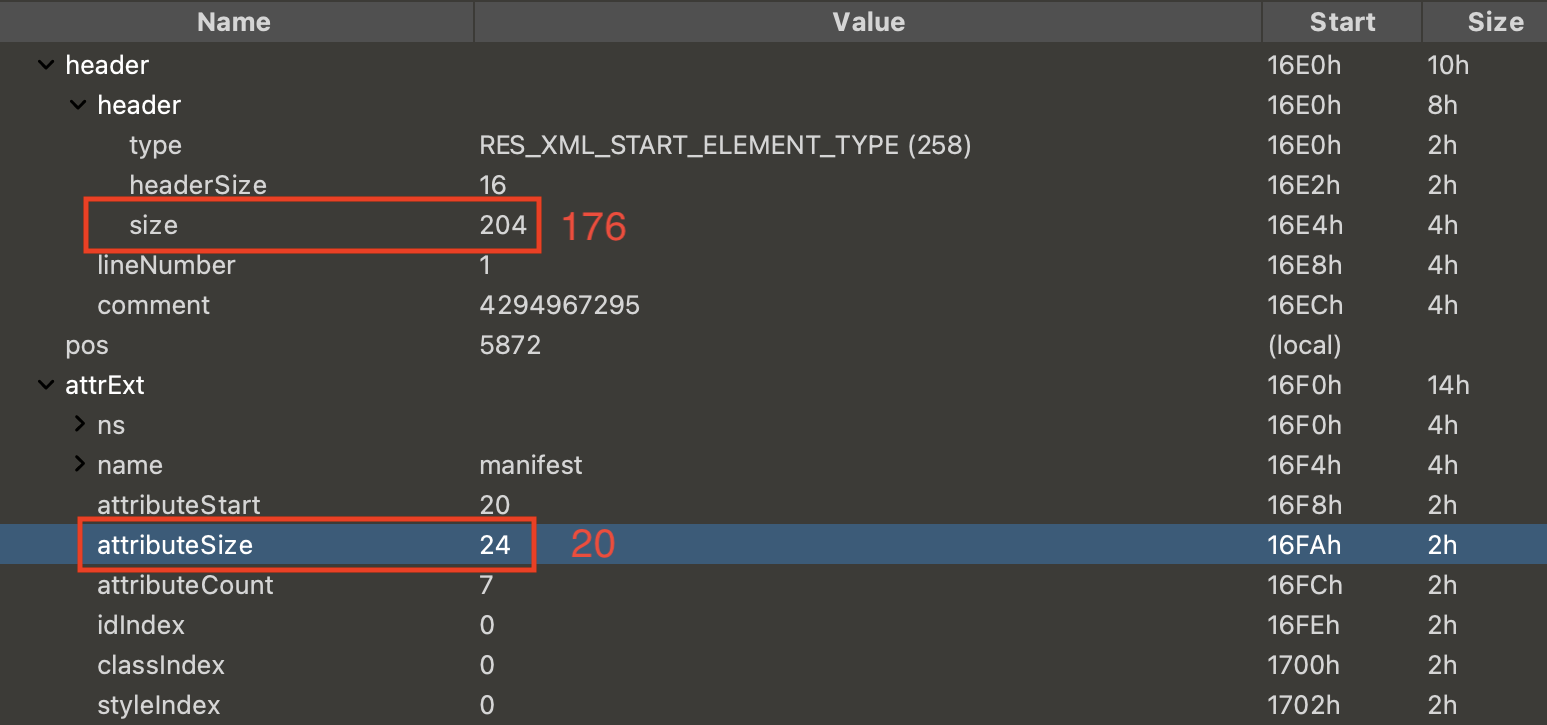 Name Value Start Size
header 16E0h 10h
header 16E0h 8h
type RES_XML_START_ELEMENT_TYPE (258) 16E0h 2h
headerSize 16 16E2h 2h
size 204 176 16E4h 4h
lineNumber 1 16E8h 4h
comment 4294967295 16ECh 4h
pos 5872 (local)
attrExt 16F0h 14h
ns 16F0h 4h
name manifest 16F4h 4h
attributeStart 20 16F8h 2h
attributeSize 24 20 16FAh 2h
attributeCount 7 16FCh 2h
idIndex 0 16FEh 2h
classIndex 0 1700h 2h
styleIndex 0 1702h 2h